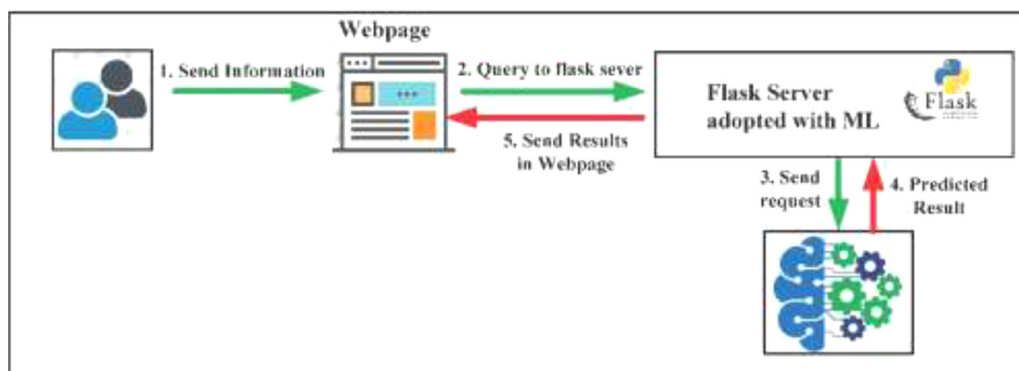 Webpage
1. Send Information
2. Query to flask sever
Flask Server
adopted with ML
Flask
5. Send Results
in Webpage
3. Send
request
4. Predicted
Result